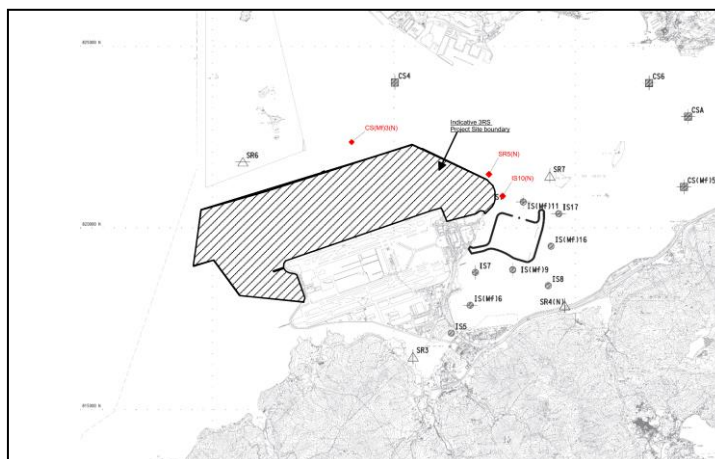 CS4
CS6
CSA
Indicative 3RS
Project Site boundary
CS(Mf)3(N)
SR6
SR5(N)
SR7
CS(Mf)5
IS10(N)
IS(Mf)11
IS17
IS(Mf)16
IS7
IS(Mf)9
IS8
IS(Mf)6
SR4(N)
IS5
SR3